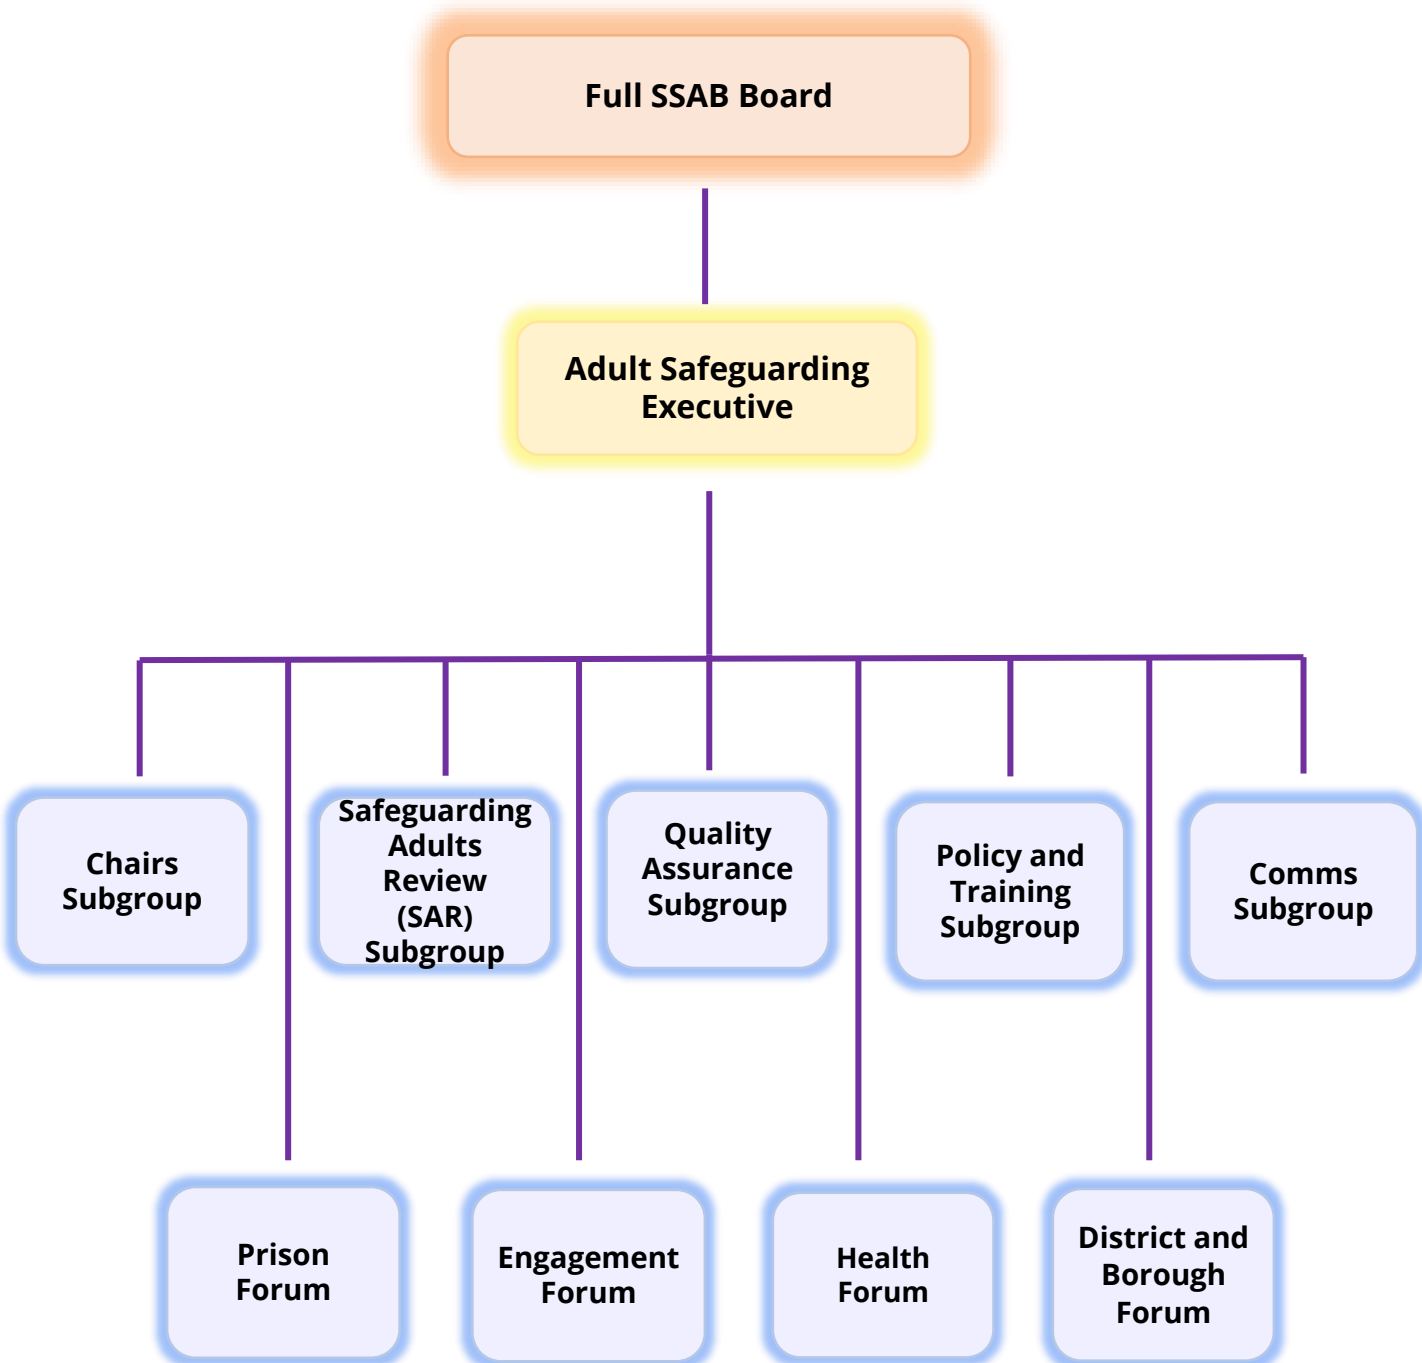 Full SSAB Board
Adult Safeguarding
Executive
Chairs
Subgroup
Safeguarding
Adults
Review
(SAR)
Subgroup
Quality
Assurance
Subgroup
Policy and
Training
Subgroup
Comms
Subgroup
Prison
Forum
Engagement
Forum
Health
Forum
District and
Borough
Forum